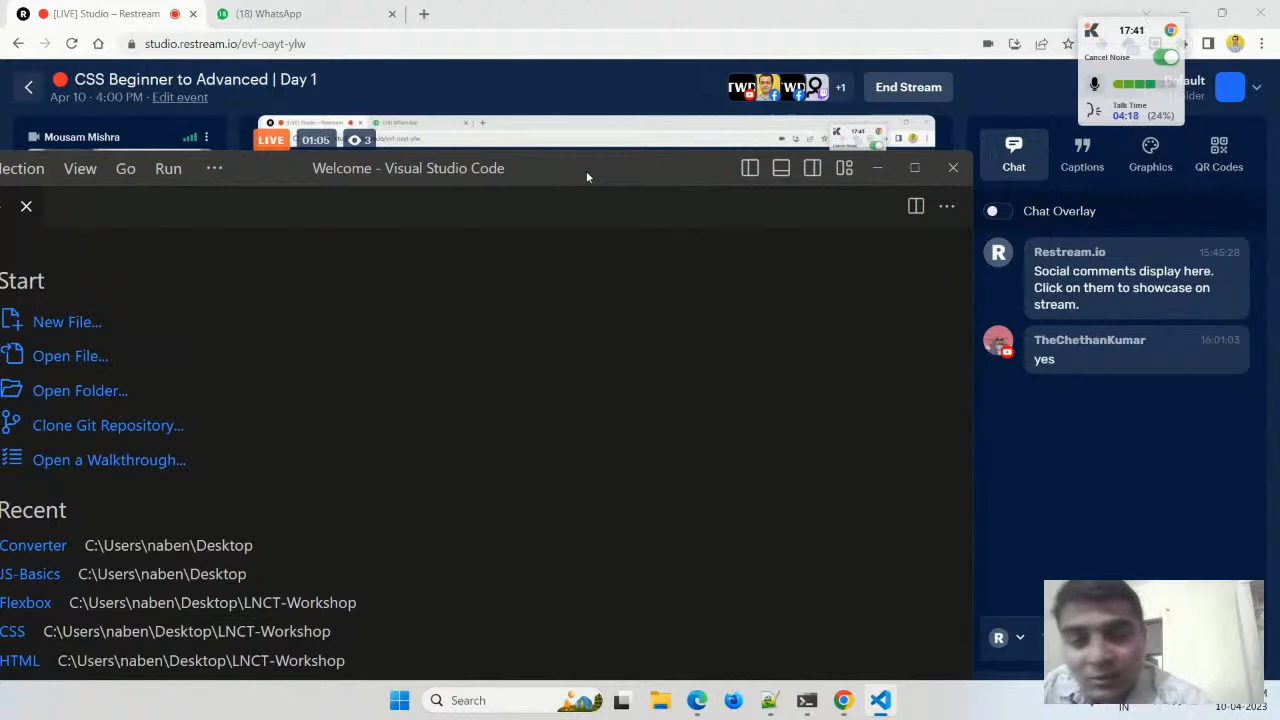 [LIVE] Studio - Restream
(18) WhatsApp
studio.restream.io/evf-oayt-ylw
17:41
Cancel Noise
Talk Time
04:18 (24%)
CSS Beginner to Advanced | Day 1
Apr 10 - 4:00 PM · Edit event
+1
End Stream
Mousam Mishra
LIVE
01:05
3
lection View Go Run ···
Welcome - Visual Studio Code
Start
New File...
Open File...
Open Folder...
Clone Git Repository...
Open a Walkthrough...
Recent
Converter C:\Users\naben\Desktop
JS-Basics C:\Users\naben\Desktop
Flexbox C:\Users\naben\Desktop\LNCT-Workshop
CSS C:\Users\naben\Desktop\LNCT-Workshop
HTML C:\Users\naben\Desktop\LNCT-Workshop
Chat
Captions
Graphics
QR Codes
Chat Overlay
Restream.io 15:45:28
Social comments display here.
Click on them to showcase on
stream.
TheChethanKumar 16:01:03
yes
R
Search
IN
10-04-2023